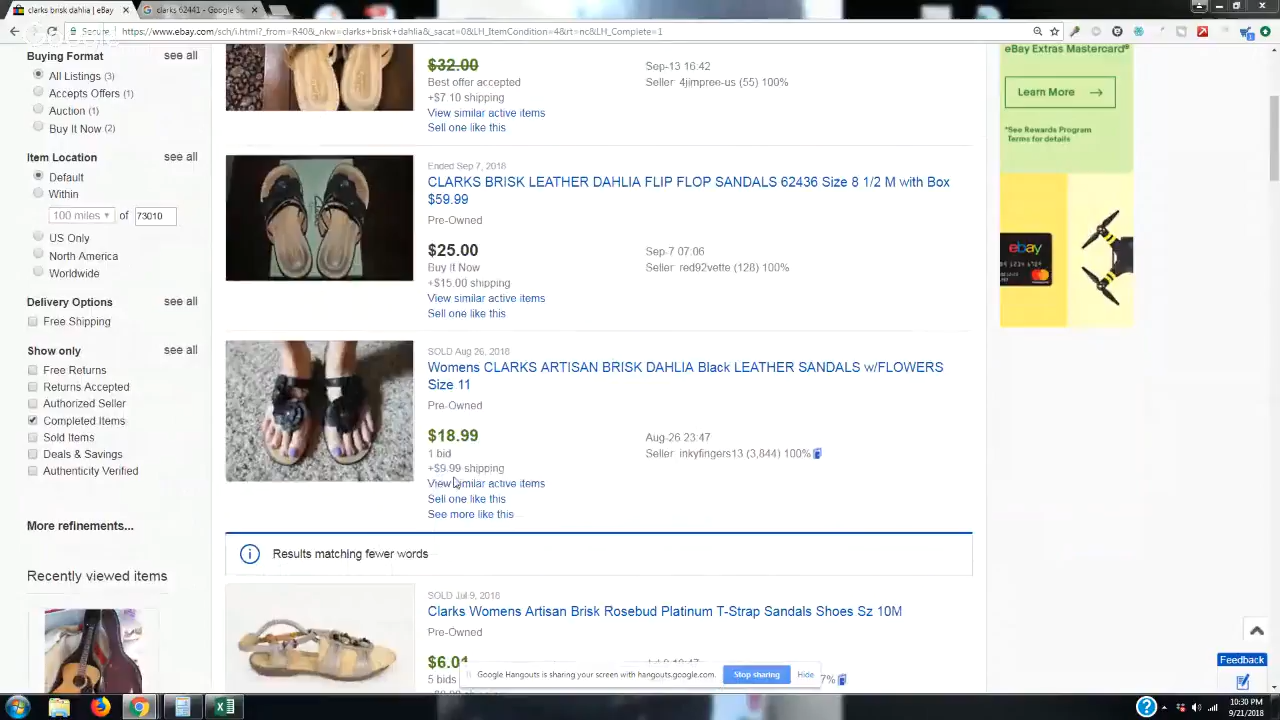 clarks brisk dahlia | eBay
clarks 62441 - Google Se
Secure https://www.ebay.com/sch/i.html?_from=R40&_nkw=clarks+brisk+dahlia&_sacat=0&LH_ItemCondition=4&rt=nc&LH_Complete=1
Buying Format see all
All Listings (3)
Accepts Offers (1)
Auction (1)
Buy It Now (2)
Item Location see all
Default
Within
100 miles of 73010
US Only
North America
Worldwide
Delivery Options see all
Free Shipping
Show only see all
Free Returns
Returns Accepted
Authorized Seller
Completed Items
Sold Items
Deals & Savings
Authenticity Verified
More refinements...
Recently viewed items
$32.00 Sep-13 16:42
Best offer accepted Seller 4jimpree-us (55) 100%
+$7.10 shipping
View similar active items
Sell one like this
Ended Sep 7, 2018
CLARKS BRISK LEATHER DAHLIA FLIP FLOP SANDALS 62436 Size 8 1/2 M with Box
$59.99
Pre-Owned
$25.00 Sep-7 07:06
Buy It Now Seller red92vette (128) 100%
+$15.00 shipping
View similar active items
Sell one like this
SOLD Aug 26, 2018
Womens CLARKS ARTISAN BRISK DAHLIA Black LEATHER SANDALS w/FLOWERS
Size 11
Pre-Owned
$18.99 Aug-26 23:47
1 bid Seller inkyfingers13 (3,844) 100%
+$9.99 shipping
View similar active items
Sell one like this
See more like this
Results matching fewer words
SOLD Jul 9, 2018
Clarks Womens Artisan Brisk Rosebud Platinum T-Strap Sandals Shoes Sz 10M
Pre-Owned
$6.01
5 bids
Google Hangouts is sharing your screen with hangouts.google.com. Stop sharing Hide
eBay Extras Mastercard®
Learn More
*See Rewards Program
Terms for details
ebay
Feedback
10:30 PM
9/21/2018